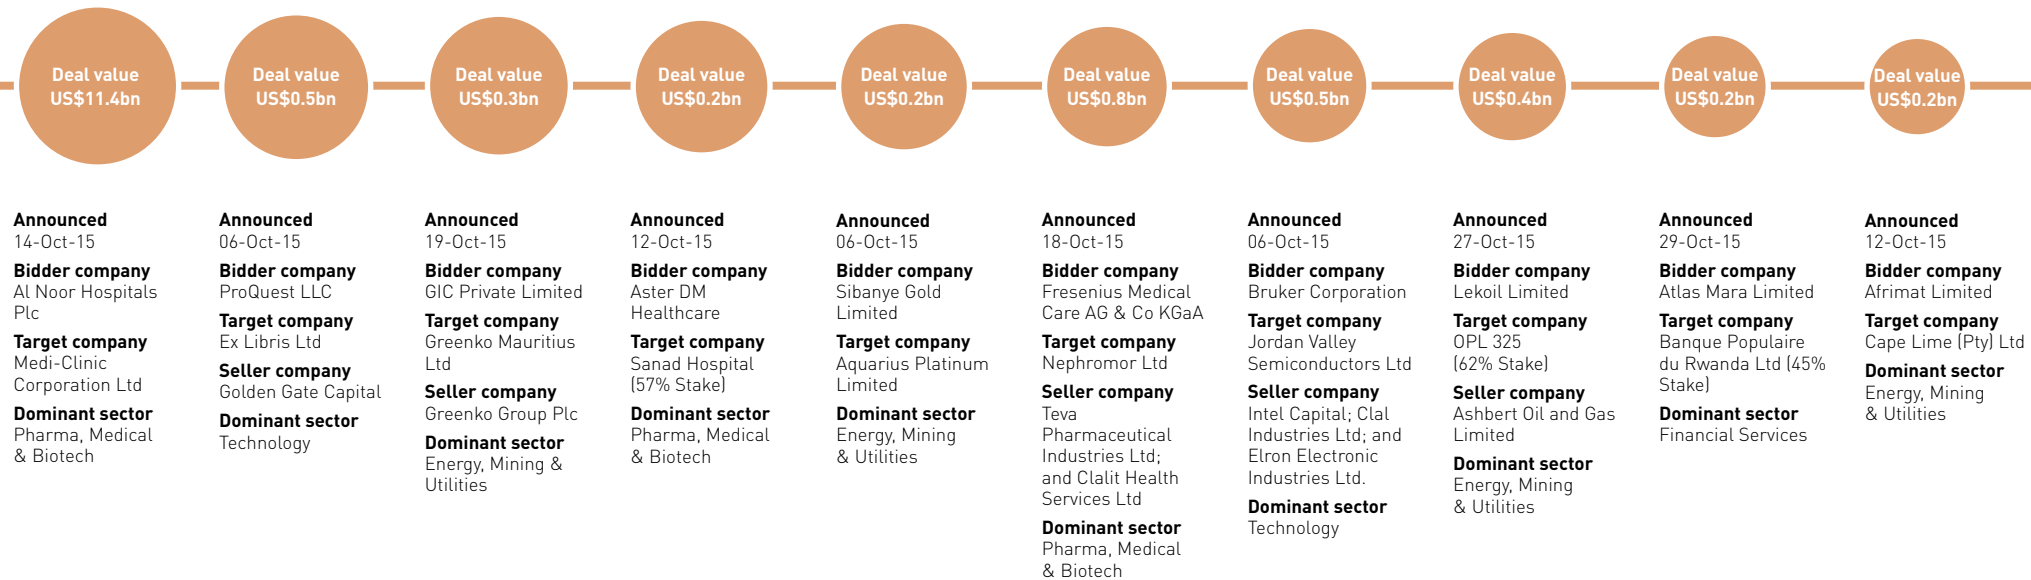 Deal value
US$11.4bn
Deal value
US$0.5bn
Deal value
US$0.3bn
Deal value
US$0.2bn
Deal value
US$0.2bn
Deal value
US$0.8bn
Deal value
US$0.5bn
Deal value
US$0.4bn
Deal value
US$0.2bn
Deal value
US$0.2bn
Announced
14-Oct-15
Bidder company
Al Noor Hospitals
Plc
Target company
Medi-Clinic
Corporation Ltd
Dominant sector
Pharma, Medical
& Biotech
Announced
06-Oct-15
Bidder company
ProQuest LLC
Target company
Ex Libris Ltd
Seller company
Golden Gate Capital
Dominant sector
Technology
Announced
19-Oct-15
Bidder company
GIC Private Limited
Target company
Greenko Mauritius
Ltd
Seller company
Greenko Group Plc
Dominant sector
Energy, Mining &
Utilities
Announced
12-Oct-15
Bidder company
Aster DM
Healthcare
Target company
Sanad Hospital
(57% Stake)
Dominant sector
Pharma, Medical
& Biotech
Announced
06-Oct-15
Bidder company
Sibanye Gold
Limited
Target company
Aquarius Platinum
Limited
Dominant sector
Energy, Mining
& Utilities
Announced
18-Oct-15
Bidder company
Fresenius Medical
Care AG & Co KGaA
Target company
Nephromor Ltd
Seller company
Teva
Pharmaceutical
Industries Ltd;
and Clalit Health
Services Ltd
Dominant sector
Pharma, Medical
& Biotech
Announced
06-Oct-15
Bidder company
Bruker Corporation
Target company
Jordan Valley
Semiconductors Ltd
Seller company
Intel Capital; Clal
Industries Ltd; and
Elron Electronic
Industries Ltd.
Dominant sector
Technology
Announced
27-Oct-15
Bidder company
Lekoil Limited
Target company
OPL 325
(62% Stake)
Seller company
Ashbert Oil and Gas
Limited
Dominant sector
Energy, Mining
& Utilities
Announced
29-Oct-15
Bidder company
Atlas Mara Limited
Target company
Banque Populaire
du Rwanda Ltd (45%
Stake)
Dominant sector
Financial Services
Announced
12-Oct-15
Bidder company
Afrimat Limited
Target company
Cape Lime (Pty) Ltd
Dominant sector
Energy, Mining
& Utilities